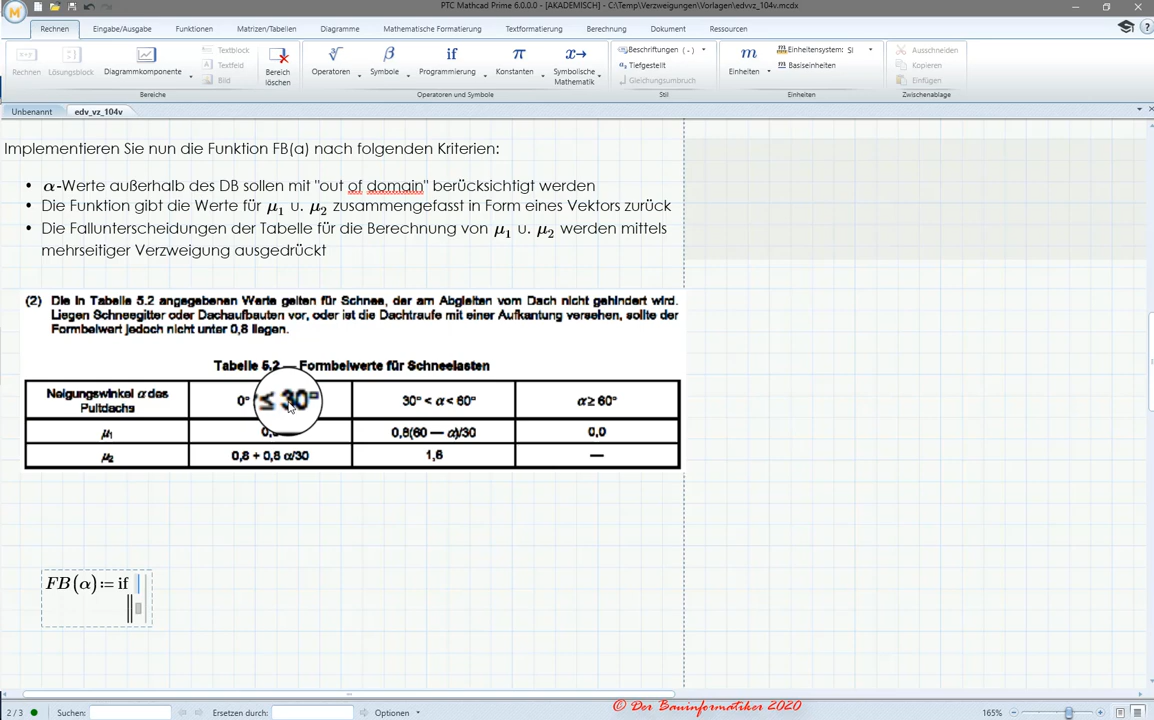 PTC Mathcad Prime 6.0.0.0 - [AKADEMISCH] - C:\Temp\Verzweigungen\Vorlagen\edvvz_104v.mcdx
Rechnen Eingabe/Ausgabe Funktionen Matrizen/Tabellen Diagramme Mathematische Formatierung Textformatierung Berechnung Dokument Ressourcen
Rechnen Lösungsblock Diagrammkomponente Textblock Textfeld Bild Bereich löschen
Operatoren Symbole if Programmierung Konstanten Symbolische Mathematik
Beschriftungen ( - ) Tiefgestellt Gleichungsumbruch
Einheiten Einheitensystem: SI Basiseinheiten
Ausschneiden Kopieren Einfügen
Bereiche Operatoren und Symbole Stil Einheiten Zwischenablage
Unbenannt edv_vz_104v
Implementieren Sie nun die Funktion FB(a) nach folgenden Kriterien:
• α-Werte außerhalb des DB sollen mit "out of domain" berücksichtigt werden
• Die Funktion gibt die Werte für μ1 u. μ2 zusammengefasst in Form eines Vektors zurück
• Die Fallunterscheidungen der Tabelle für die Berechnung von μ1 u. μ2 werden mittels
mehrseitiger Verzweigung ausgedrückt
(2) Die in Tabelle 5.2 angegebenen Werte gelten für Schnee, der am Abgleiten vom Dach nicht gehindert wird.
Liegen Schneegitter oder Dachaufbauten vor, oder ist die Dachtraufe mit einer Aufkantung versehen, sollte der
Formbeiwert jedoch nicht unter 0,8 liegen.
Tabelle 5.2 — Formbeiwerte für Schneelasten
Neigungswinkel α des Pultdachs 0° ≤ 30° 30° < α < 60° α ≥ 60°
μ1 0,8(60 — α)/30 0,0
μ2 0,8 + 0,8 α/30 1,6 —
FB(α):= if
2 / 3 Suchen: Ersetzen durch: Optionen © Der Bauinformatiker 2020 165%